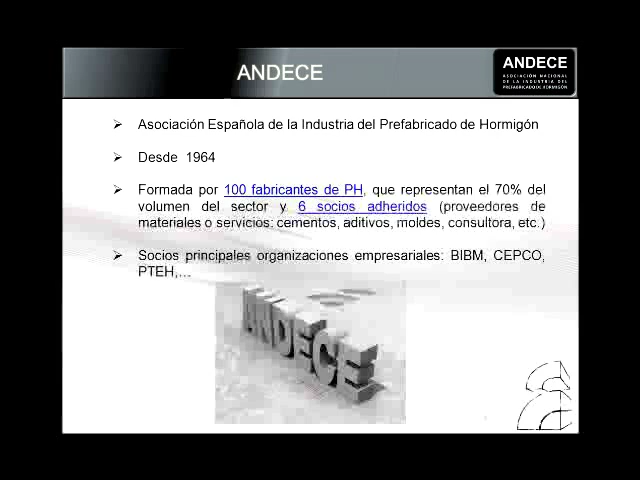 ANDECE
ANDECE
ASOCIACIÓN NACIONAL
DE LA INDUSTRIA DEL
PREFABRICADO DE HORMIGÓN
➢ Asociación Española de la Industria del Prefabricado de Hormigón
➢ Desde 1964
➢ Formada por 100 fabricantes de PH, que representan el 70% del
volumen del sector y 6 socios adheridos (proveedores de
materiales o servicios: cementos, aditivos, moldes, consultora, etc.)
➢ Socios principales organizaciones empresariales: BIBM, CEPCO,
PTEH,...
ANDECE